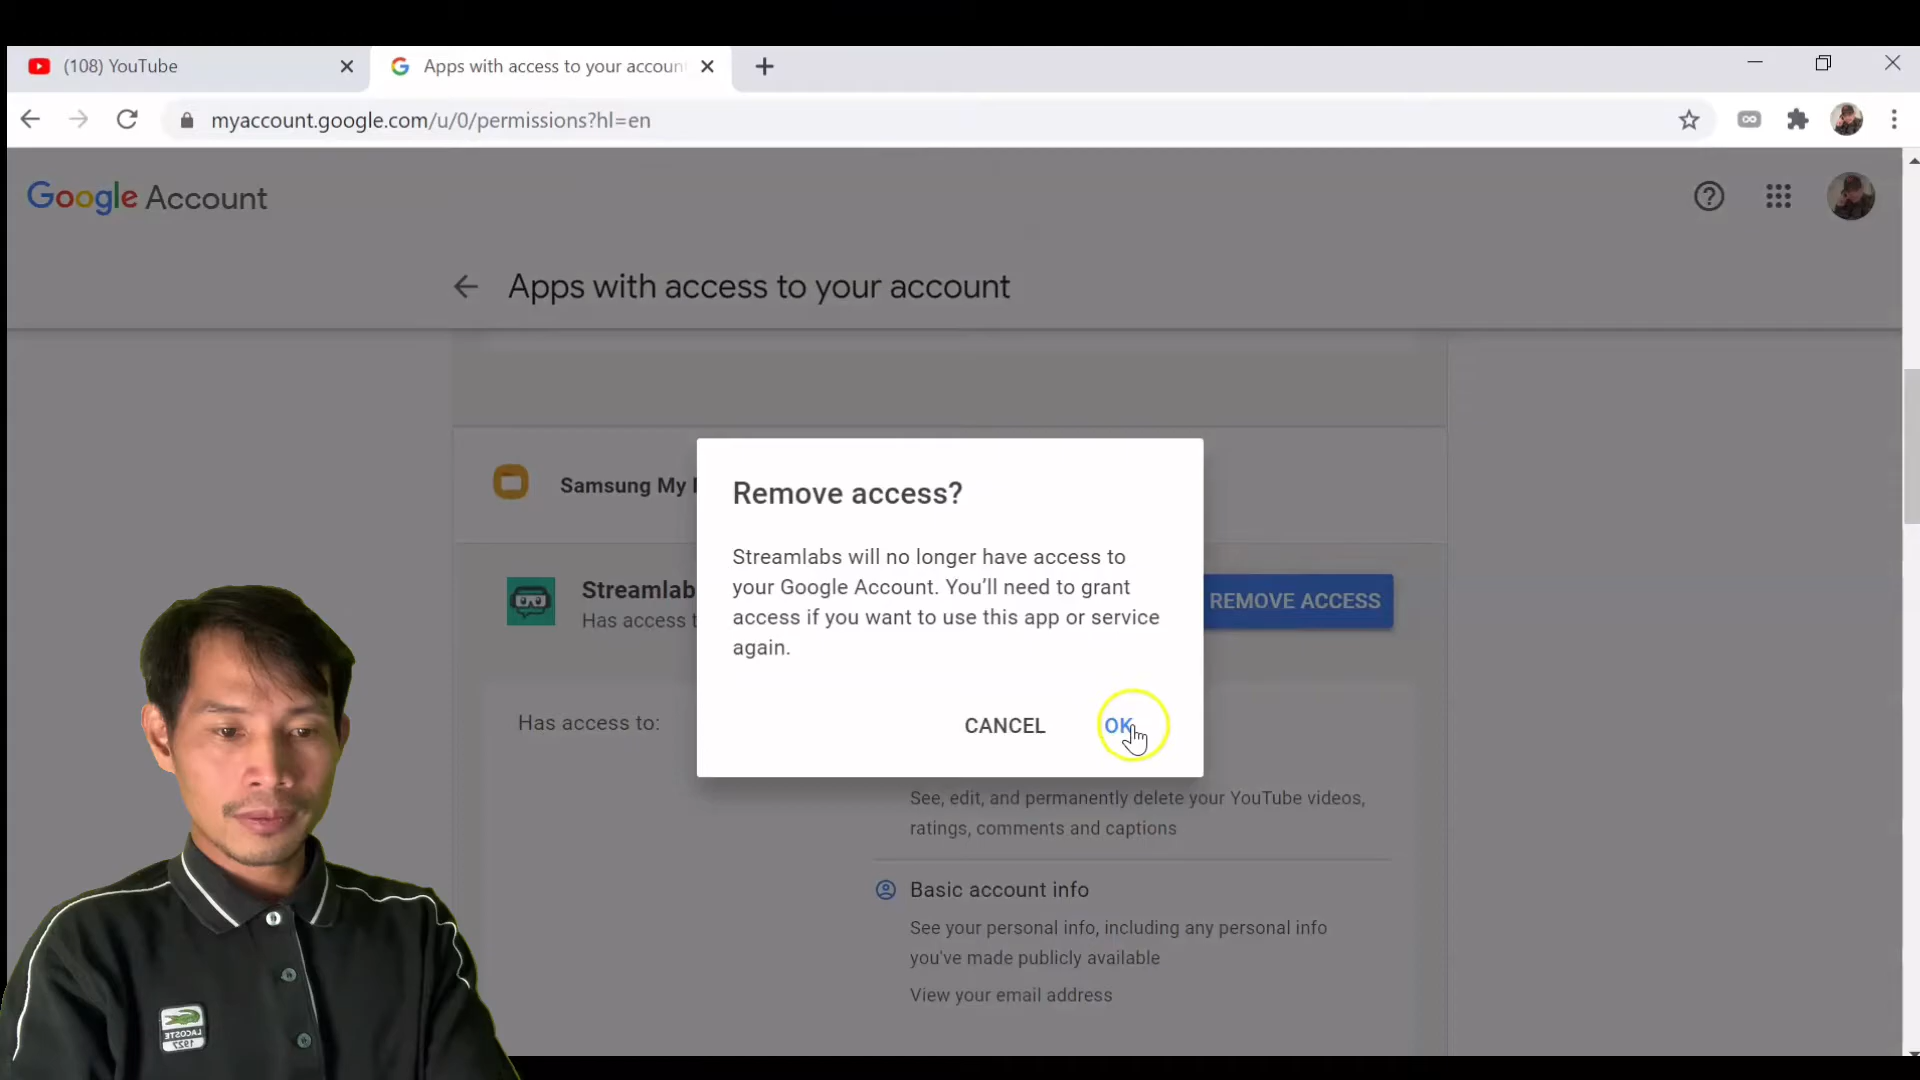 (108) YouTube
Apps with access to your accoun
myaccount.google.com/u/0/permissions?hl=en
Google Account
Apps with access to your account
Samsung My
Remove access?
Streamlabs will no longer have access to
your Google Account. You'll need to grant
access if you want to use this app or service
again.
CANCEL
OK
Streamlab
Has access t
REMOVE ACCESS
Has access to:
See, edit, and permanently delete your YouTube videos,
ratings, comments and captions
Basic account info
See your personal info, including any personal info
you've made publicly available
View your email address
LACOSTE
1927